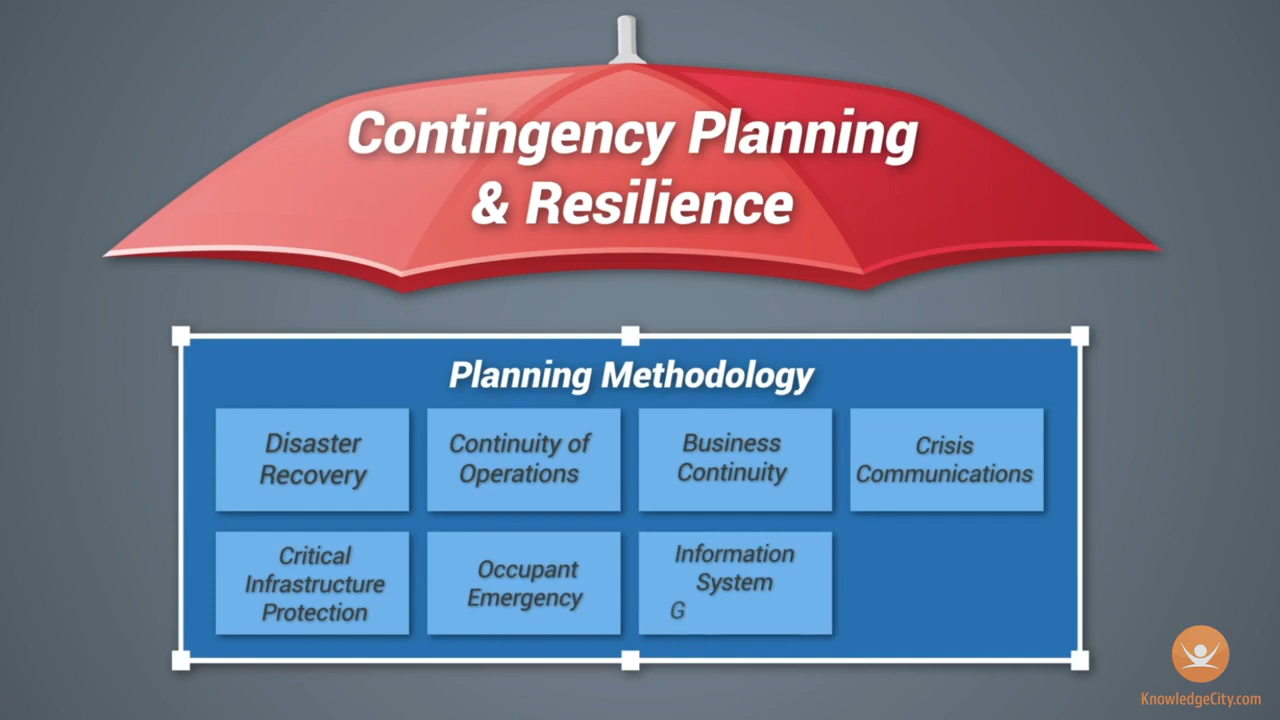 Contingency Planning
& Resilience
Planning Methodology
Disaster
Recovery
Continuity of
Operations
Business
Continuity
Crisis
Communications
Critical
Infrastructure
Protection
Occupant
Emergency
Information
System
G
KnowledgeCity.com